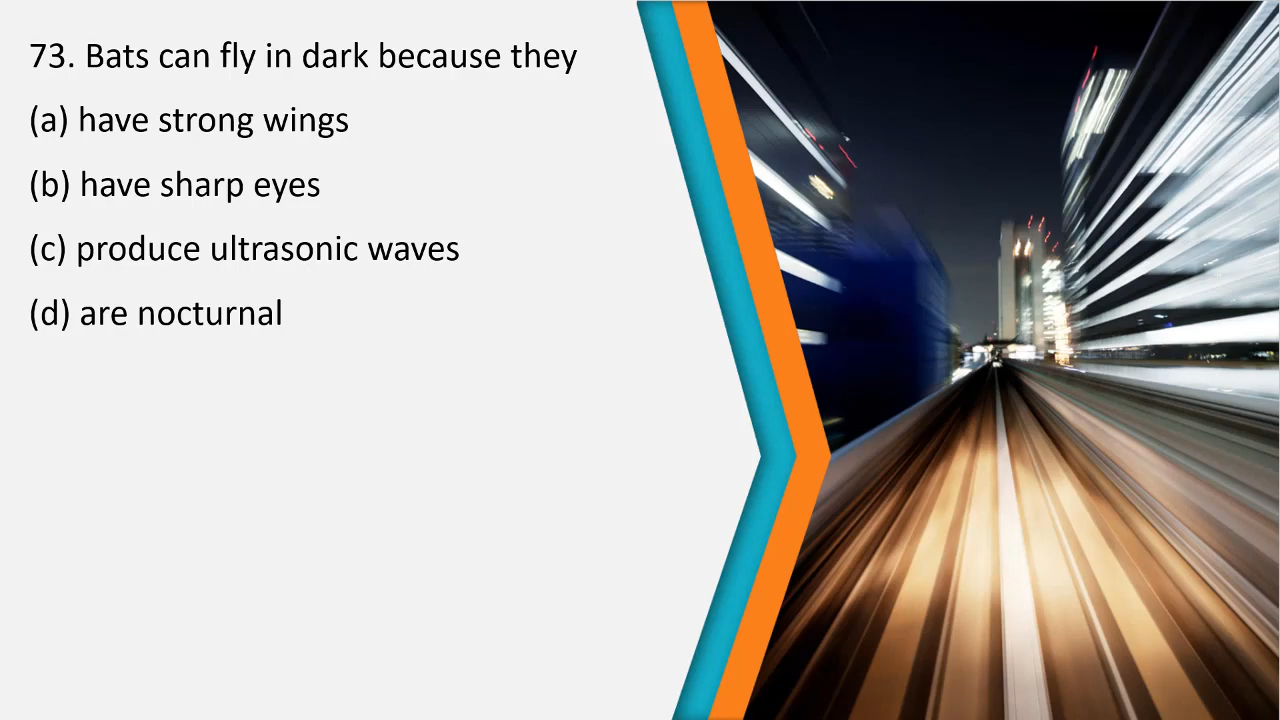 73. Bats can fly in dark because they
(a) have strong wings
(b) have sharp eyes
(c) produce ultrasonic waves
(d) are nocturnal